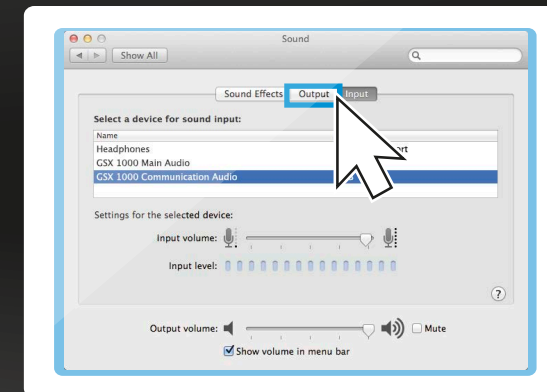 Sound
Show All
Sound Effects Output Input
Select a device for sound input:
Name
Headphones
GSX 1000 Main Audio
GSX 1000 Communication Audio
Settings for the selected device:
Input volume:
Input level:
?
Output volume: Mute
Show volume in menu bar